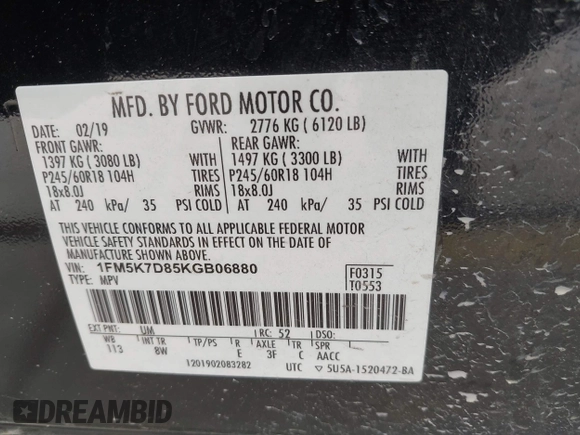 MFD. BY FORD MOTOR CO.
DATE: 02/19 GVWR: 2776 KG ( 6120 LB)
FRONT GAWR: REAR GAWR:
1397 KG ( 3080 LB) WITH 1497 KG ( 3300 LB) WITH
P245/60R18 104H TIRES P245/60R18 104H TIRES
18x8.0J RIMS 18x8.0J RIMS
AT 240 kPa/ 35 PSI COLD AT 240 kPa/ 35 PSI COLD
THIS VEHICLE CONFORMS TO ALL APPLICABLE FEDERAL MOTOR
VEHICLE SAFETY STANDARDS IN EFFECT ON THE DATE OF
MANUFACTURE SHOWN ABOVE.
VIN: 1FM5K7D85KGB06880 F0315
TYPE: MPV T0553
EXT PNT: UM RC: 52 DSO:
WB INT TR TP/PS R AXLE TR SPR
113 8W E 3F C AACC
1201902083282 UTC ▽ 5U5A-1520472-BA
DREAMBID